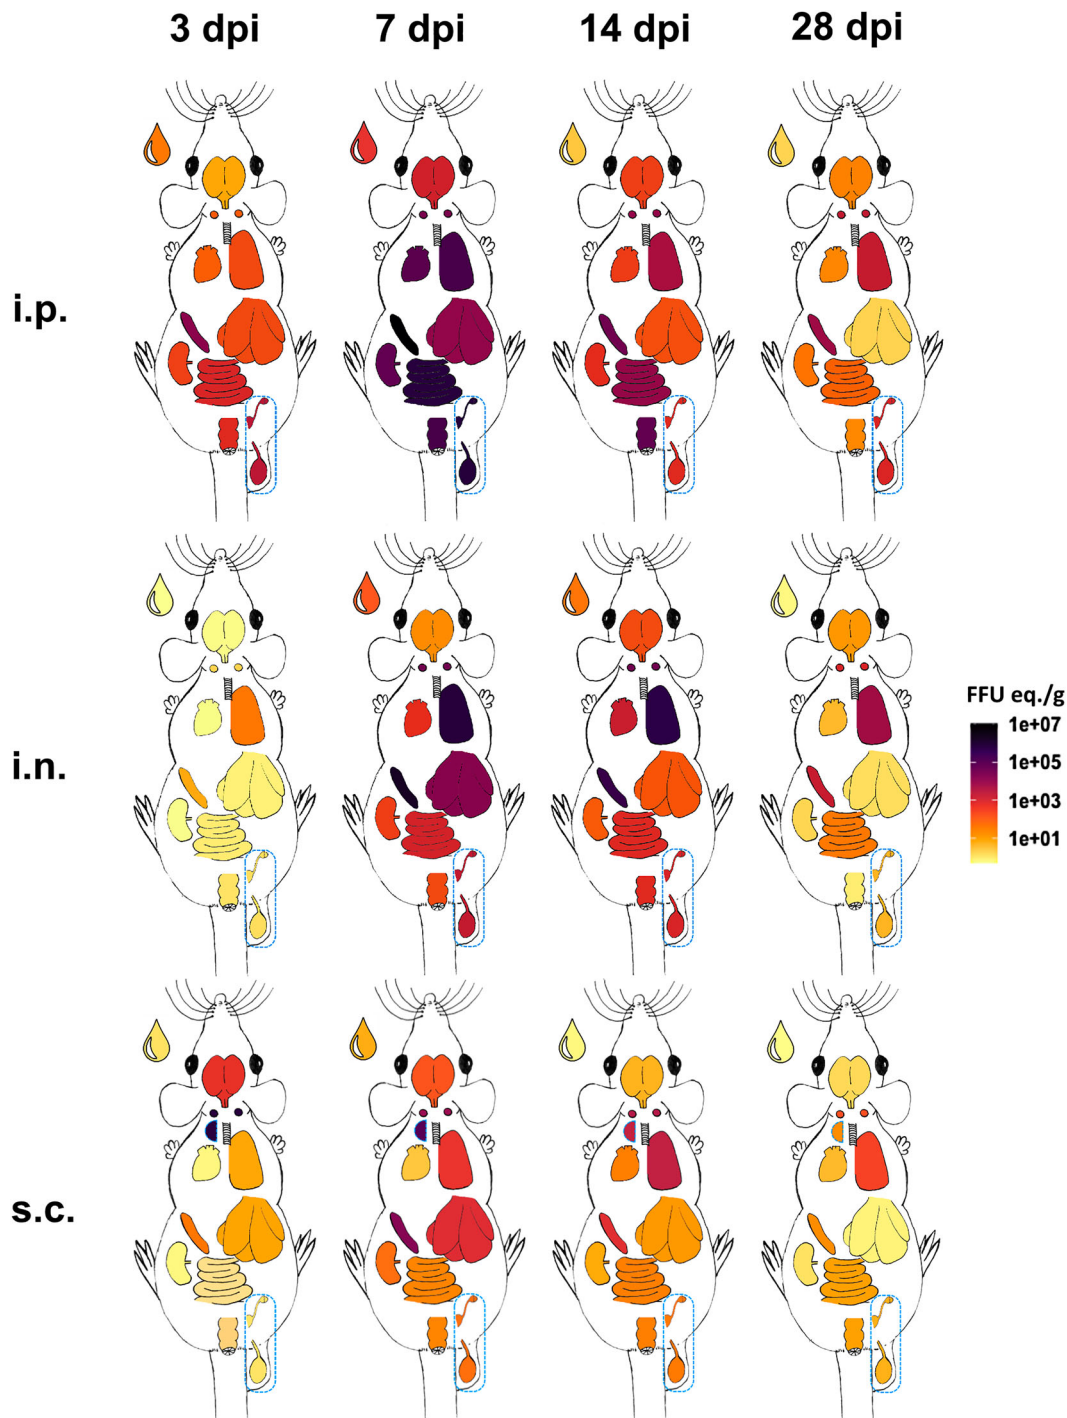 3 dpi 7 dpi 14 dpi 28 dpi
i.p.
i.n.
FFU eq./g
1e+07
1e+05
1e+03
1e+01
s.c.